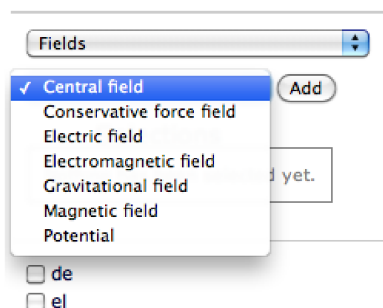 Fields
✓ Central field
Add
Conservative force field
Electric field
Electromagnetic field
Gravitational field
d yet.
Magnetic field
Potential
de
el